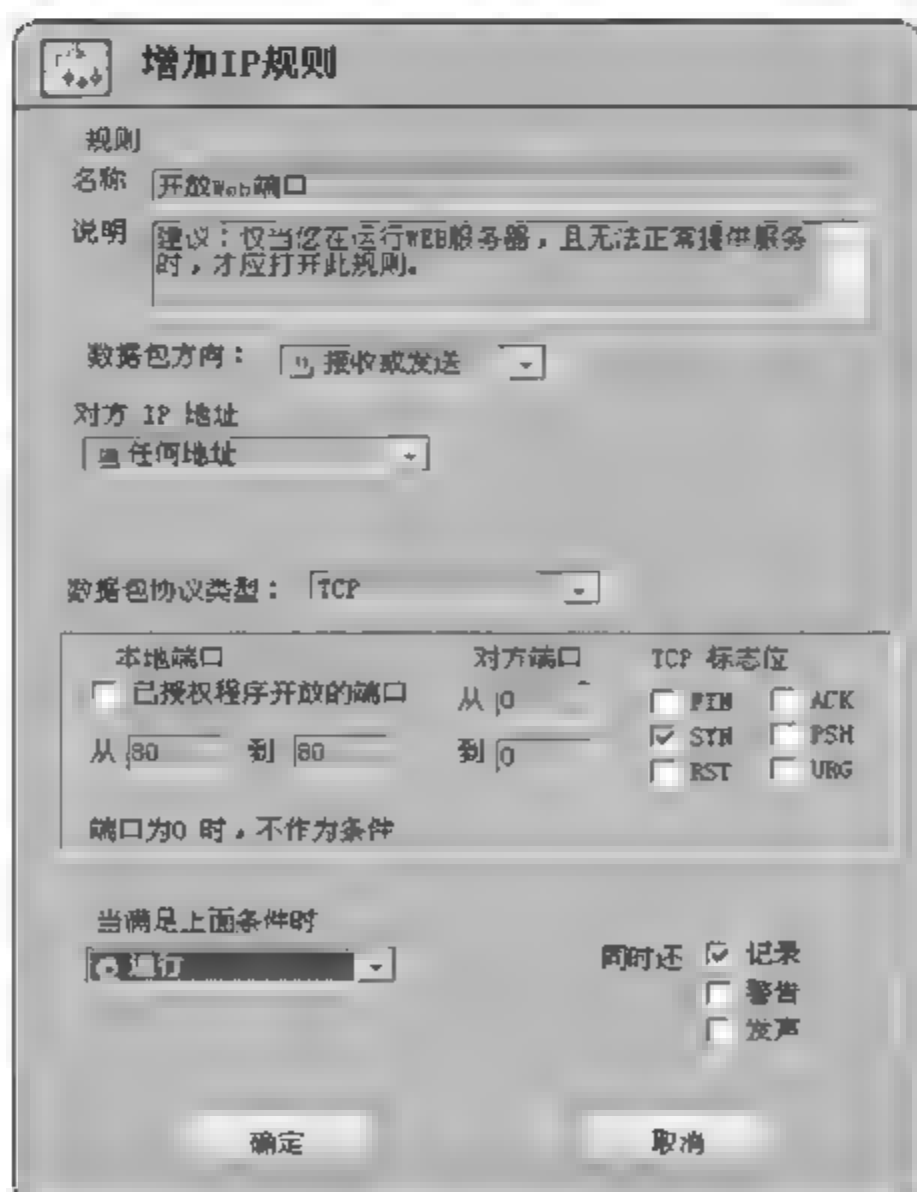 增加IP规则
规则
名称 开放Web端口
说明 建议：仅当您在运行WEB服务器，且无法正常提供服务
时，才应打开此规则。
数据包方向： 接收或发送
对方 IP 地址
任何地址
数据包协议类型： TCP
本地端口 对方端口 TCP 标志位
已授权程序开放的端口 从 0 FIN ACK
从 80 到 80 到 0 SYN PSH
RST URG
端口为0 时，不作为条件
当满足上面条件时
通行 同时还 记录
警告
发声
确定 取消